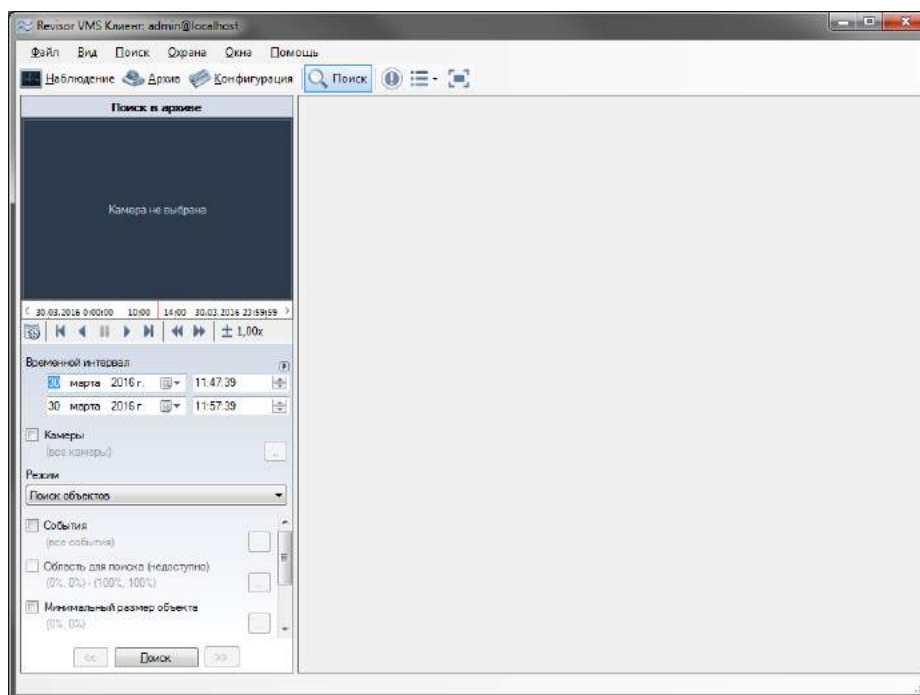 Revisor VMS Клиент: admin@localhost
Файл Вид Поиск Охрана Окна Помощь
Наблюдение Архив Конфигурация Поиск
Поиск в архиве
Камера не выбрана
30.03.2016 0:00:00 10:00 14:00 30.03.2016 23:59:59
± 1,00x
Временной интервал
30 марта 2016 г. 11:47:39
30 марта 2016 г. 11:57:39
Камеры
(все камеры) ...
Режим
Поиск объектов
События
(все события) ...
Область для поиска (недоступно)
(0%, 0%) - (100%, 100%) ...
Минимальный размер объекта
(0%, 0%) ...
<< Поиск >>